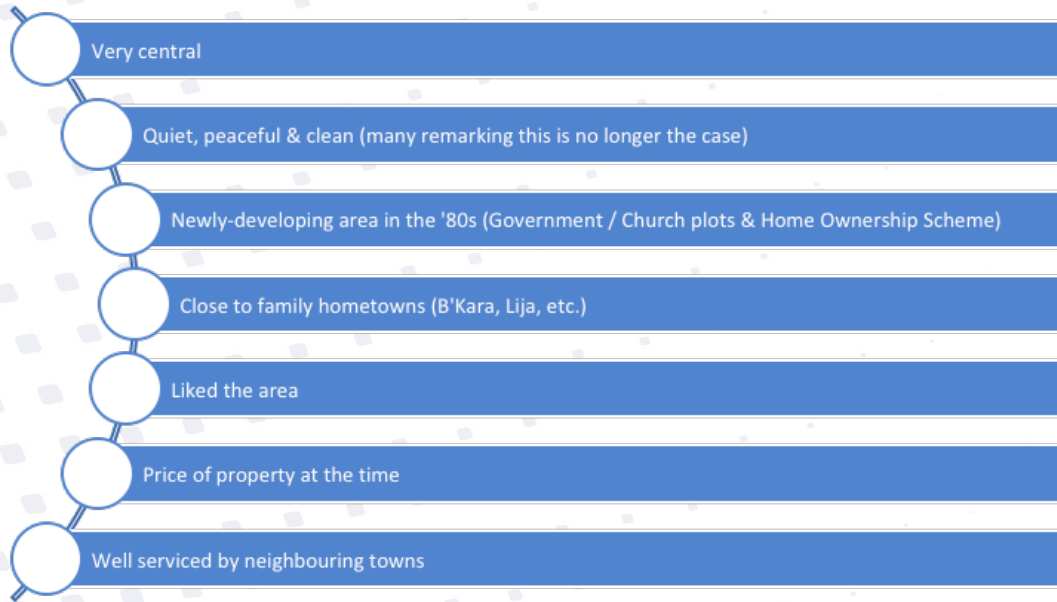 Very central
Quiet, peaceful & clean (many remarking this is no longer the case)
Newly-developing area in the '80s (Government / Church plots & Home Ownership Scheme)
Close to family hometowns (B'Kara, Lija, etc.)
Liked the area
Price of property at the time
Well serviced by neighbouring towns